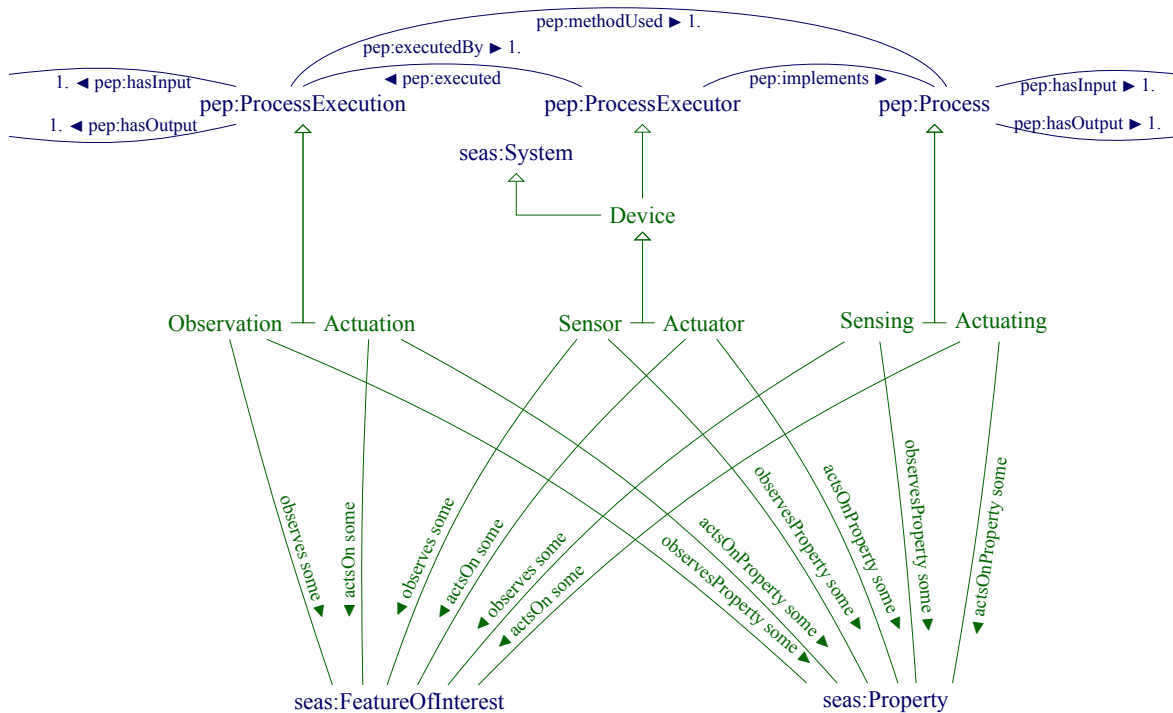 pep:methodUsed ► 1.
pep:executedBy ► 1.
1. ◄ pep:hasInput
◄ pep:executed
pep:implements ►
pep:hasInput ► 1.
pep:ProcessExecution
pep:ProcessExecutor
pep:Process
1. ◄ pep:hasOutput
pep:hasOutput ► 1.
seas:System
Device
Observation
Actuation
Sensor
Actuator
Sensing
Actuating
observes some
actsOn some
observes some
actsOn some
observes some
actsOn some
observesProperty some
actsOnProperty some
observesProperty some
actsOnProperty some
observesProperty some
actsOnProperty some
seas:FeatureOfInterest
seas:Property